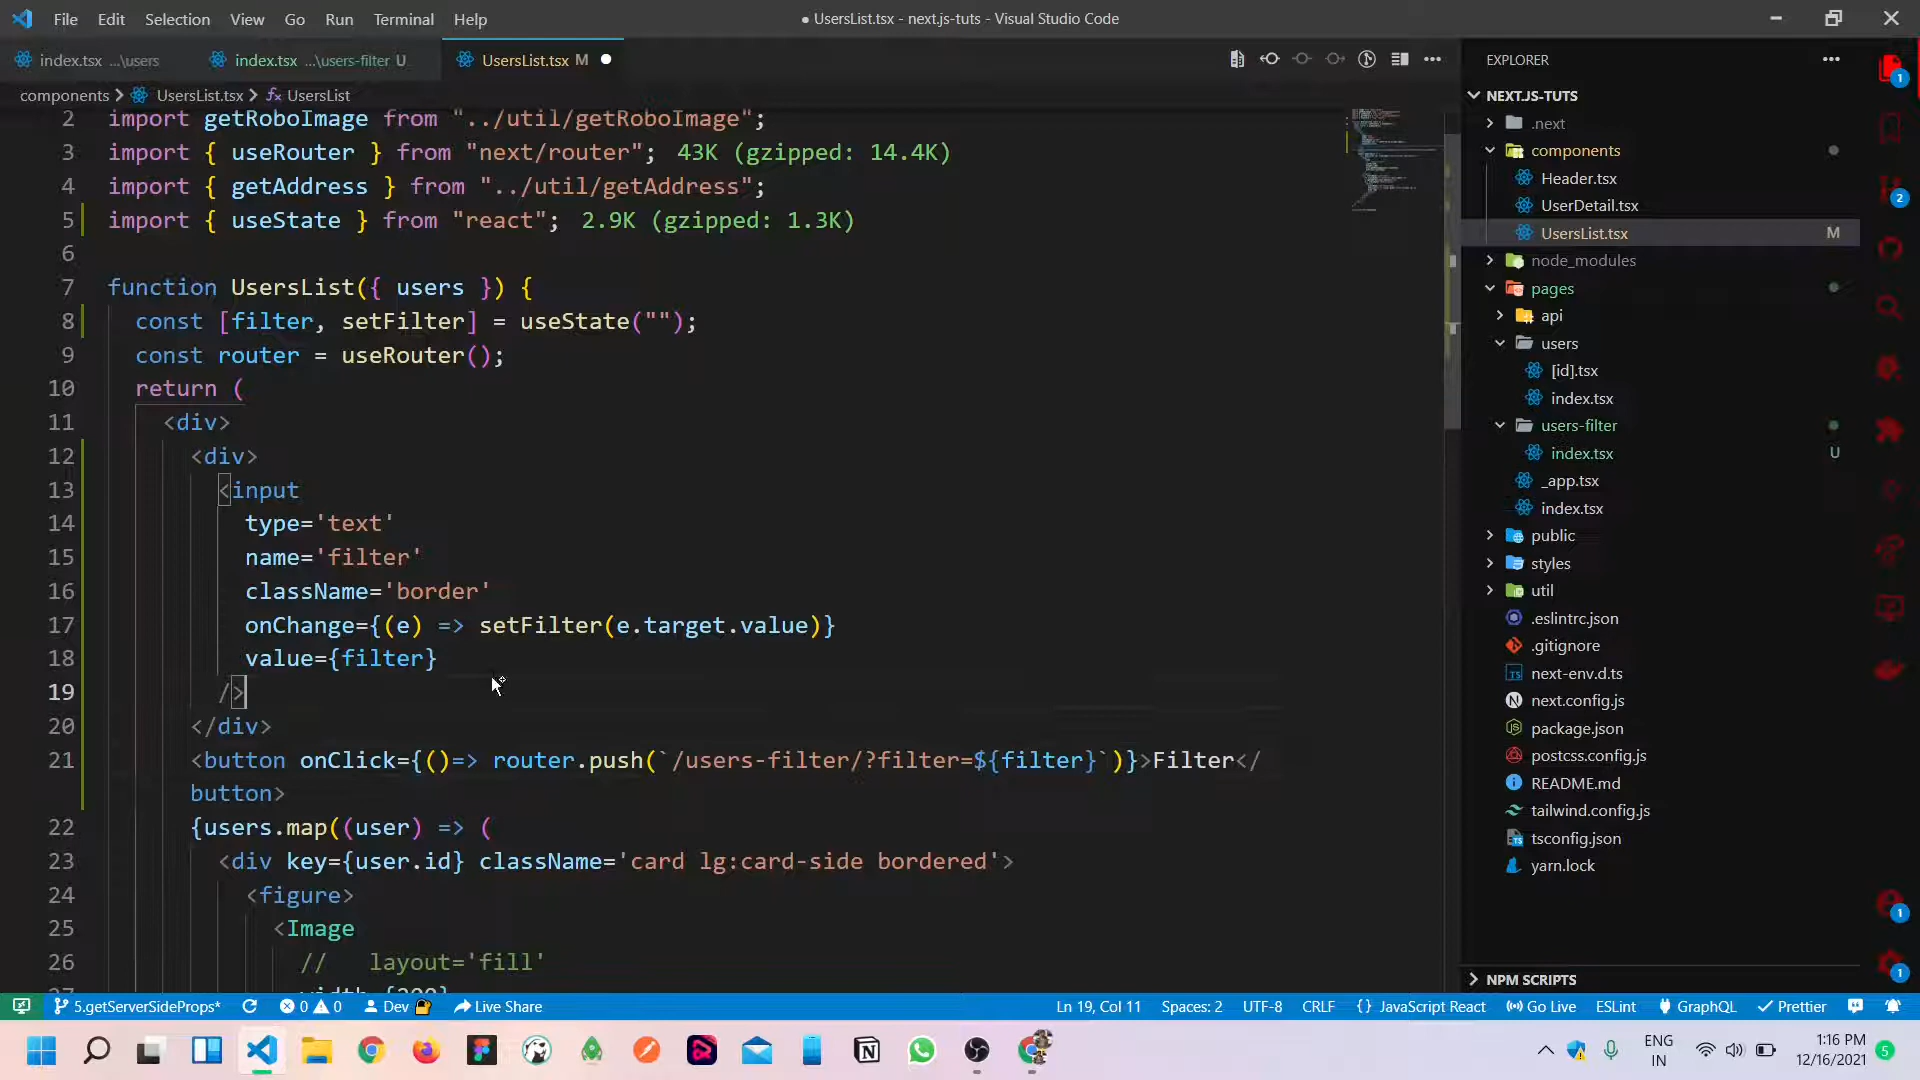 File Edit Selection View Go Run Terminal Help
● UsersList.tsx - next.js-tuts - Visual Studio Code
index.tsx ...\users
index.tsx ...\users-filter U
UsersList.tsx M
components > UsersList.tsx > UsersList
2 import getRoboImage from "../util/getRoboImage";
3 import { useRouter } from "next/router"; 43K (gzipped: 14.4K)
4 import { getAddress } from "../util/getAddress";
5 import { useState } from "react"; 2.9K (gzipped: 1.3K)
6
7 function UsersList({ users }) {
8 const [filter, setFilter] = useState("");
9 const router = useRouter();
10 return (
11 <div>
12 <div>
13 <input
14 type='text'
15 name='filter'
16 className='border'
17 onChange={(e) => setFilter(e.target.value)}
18 value={filter}
19 />
20 </div>
21 <button onClick={()=> router.push(`/users-filter/?filter=${filter}`)}>Filter</
button>
22 {users.map((user) => (
23 <div key={user.id} className='card lg:card-side bordered'>
24 <figure>
25 <Image
26 // layout='fill'
27 width={200}
EXPLORER
NEXT.JS-TUTS
.next
components
Header.tsx
UserDetail.tsx
UsersList.tsx M
node_modules
pages
api
users
[id].tsx
index.tsx
users-filter
index.tsx U
_app.tsx
index.tsx
public
styles
util
.eslintrc.json
.gitignore
next-env.d.ts
next.config.js
package.json
postcss.config.js
README.md
tailwind.config.js
tsconfig.json
yarn.lock
NPM SCRIPTS
1
2
1
1
5.getServerSideProps* 0 0 Dev Live Share
Ln 19, Col 11 Spaces: 2 UTF-8 CRLF {} JavaScript React Go Live ESLint GraphQL Prettier
ENG
IN
1:16 PM
12/16/2021
5